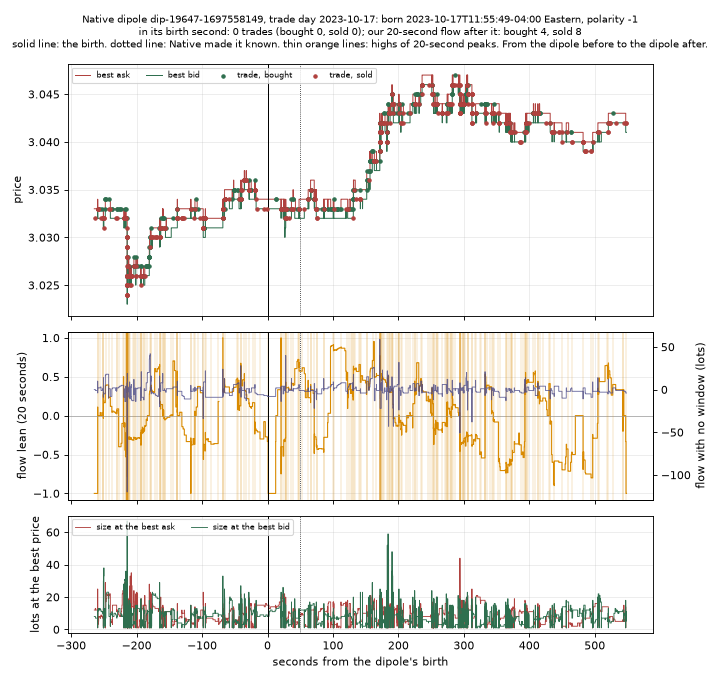 Native dipole dip-19647-1697558149, trade day 2023-10-17: born 2023-10-17T11:55:49-04:00 Eastern, polarity -1
in its birth second: 0 trades (bought 0, sold 0); our 20-second flow after it: bought 4, sold 8
solid line: the birth. dotted line: Native made it known. thin orange lines: highs of 20-second peaks. From the dipole before to the dipole after.
best ask
best bid
trade, bought
trade, sold
3.045
3.040
3.035
3.030
3.025
price
1.0
0.5
0.0
−0.5
−1.0
flow lean (20 seconds)
50
0
−50
−100
flow with no window (lots)
size at the best ask
size at the best bid
60
40
20
0
lots at the best price
−300
−200
−100
0
100
200
300
400
500
seconds from the dipole's birth